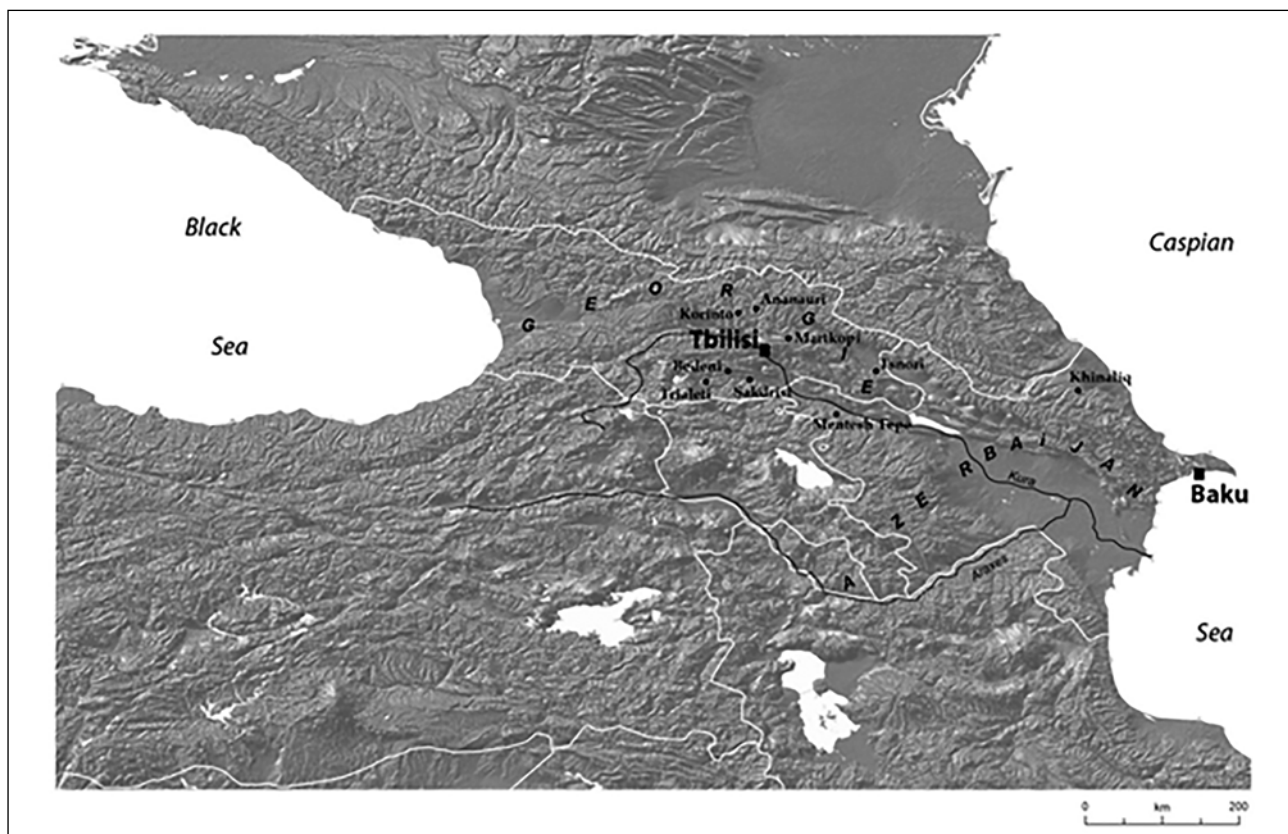 Black
Sea
Caspian
Sea
G E O R G I E
Ananauri
Korinto
Martkopi
Tbilisi
Bedeni
Tsnori
Trialeti
Sakdrisi
Khinaliq
Mentesh Tepe
A Z E R B A i J A N
Kura
Baku
Araxes
0 km 200